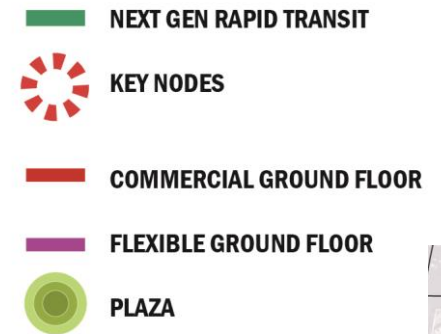 NEXT GEN RAPID TRANSIT
KEY NODES
COMMERCIAL GROUND FLOOR
FLEXIBLE GROUND FLOOR
PLAZA